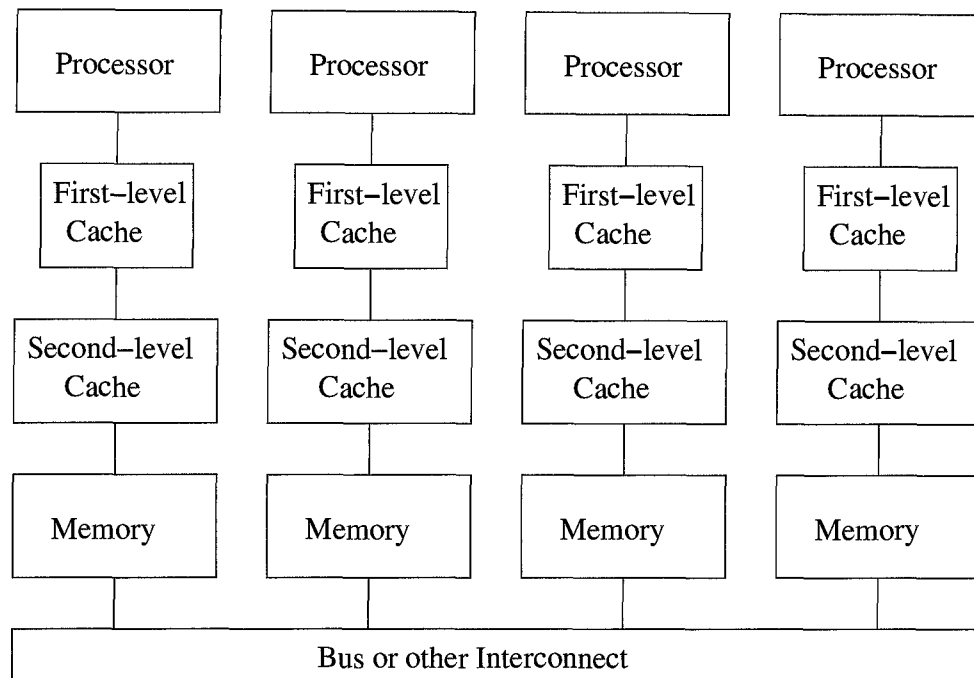 Processor Processor Processor Processor
First–level First–level First–level First–level
Cache Cache Cache Cache
Second–level Second–level Second–level Second–level
Cache Cache Cache Cache
Memory Memory Memory Memory
Bus or other Interconnect